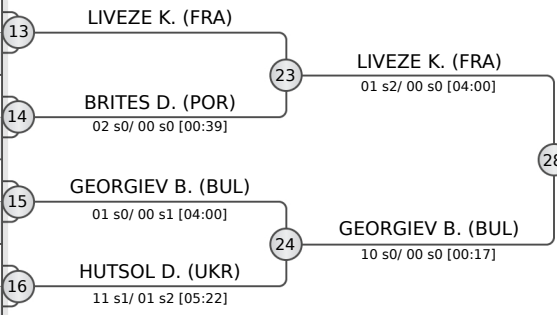 LIVEZE K. (FRA)
13
23
LIVEZE K. (FRA)
01 s2/ 00 s0 [04:00]
BRITES D. (POR)
14
02 s0/ 00 s0 [00:39]
28
GEORGIEV B. (BUL)
15
01 s0/ 00 s1 [04:00]
24
GEORGIEV B. (BUL)
10 s0/ 00 s0 [00:17]
HUTSOL D. (UKR)
16
11 s1/ 01 s2 [05:22]